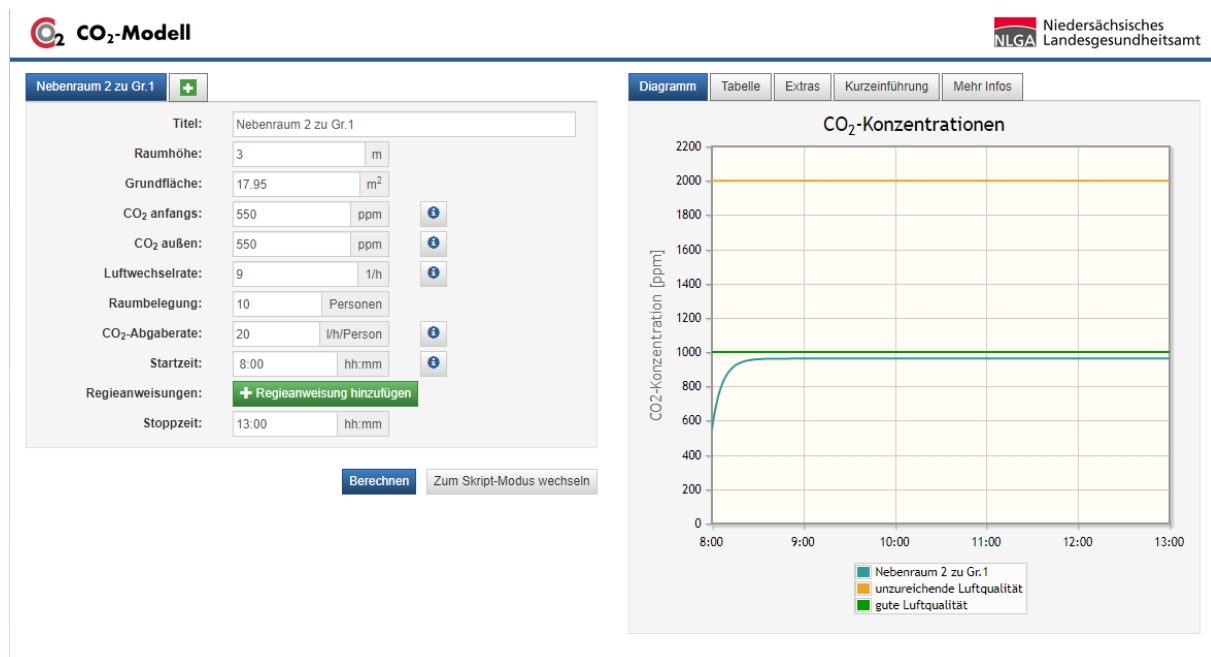 CO₂ CO₂-Modell
NLGA Niedersächsisches
Landesgesundheitsamt
Nebenraum 2 zu Gr.1
Titel: Nebenraum 2 zu Gr.1
Raumhöhe: 3 m
Grundfläche: 17.95 m²
CO₂ anfangs: 550 ppm
CO₂ außen: 550 ppm
Luftwechselrate: 9 1/h
Raumbelegung: 10 Personen
CO₂-Abgaberate: 20 l/h/Person
Startzeit: 8:00 hh:mm
Regieanweisungen: Regieanweisung hinzufügen
Stoppzeit: 13:00 hh:mm
Berechnen Zum Skript-Modus wechseln
Diagramm Tabelle Extras Kurzeinführung Mehr Infos
CO₂-Konzentrationen
CO2-Konzentration [ppm]
2200
2000
1800
1600
1400
1200
1000
800
600
400
200
0
8:00 9:00 10:00 11:00 12:00 13:00
Nebenraum 2 zu Gr.1
unzureichende Luftqualität
gute Luftqualität